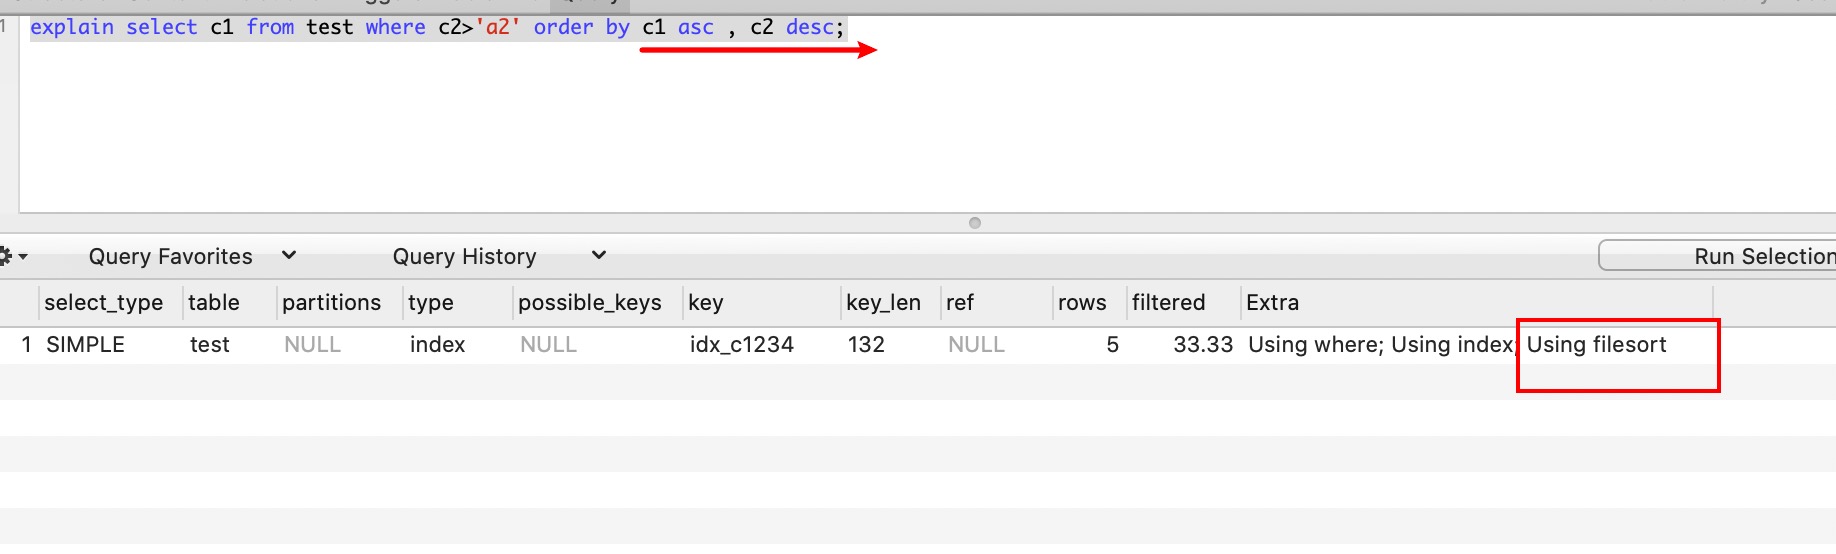 1 explain select c1 from test where c2>'a2' order by c1 asc , c2 desc;
Query Favorites Query History Run Selection
select_type table partitions type possible_keys key key_len ref rows filtered Extra
1 SIMPLE test NULL index NULL idx_c1234 132 NULL 5 33.33 Using where; Using index; Using filesort